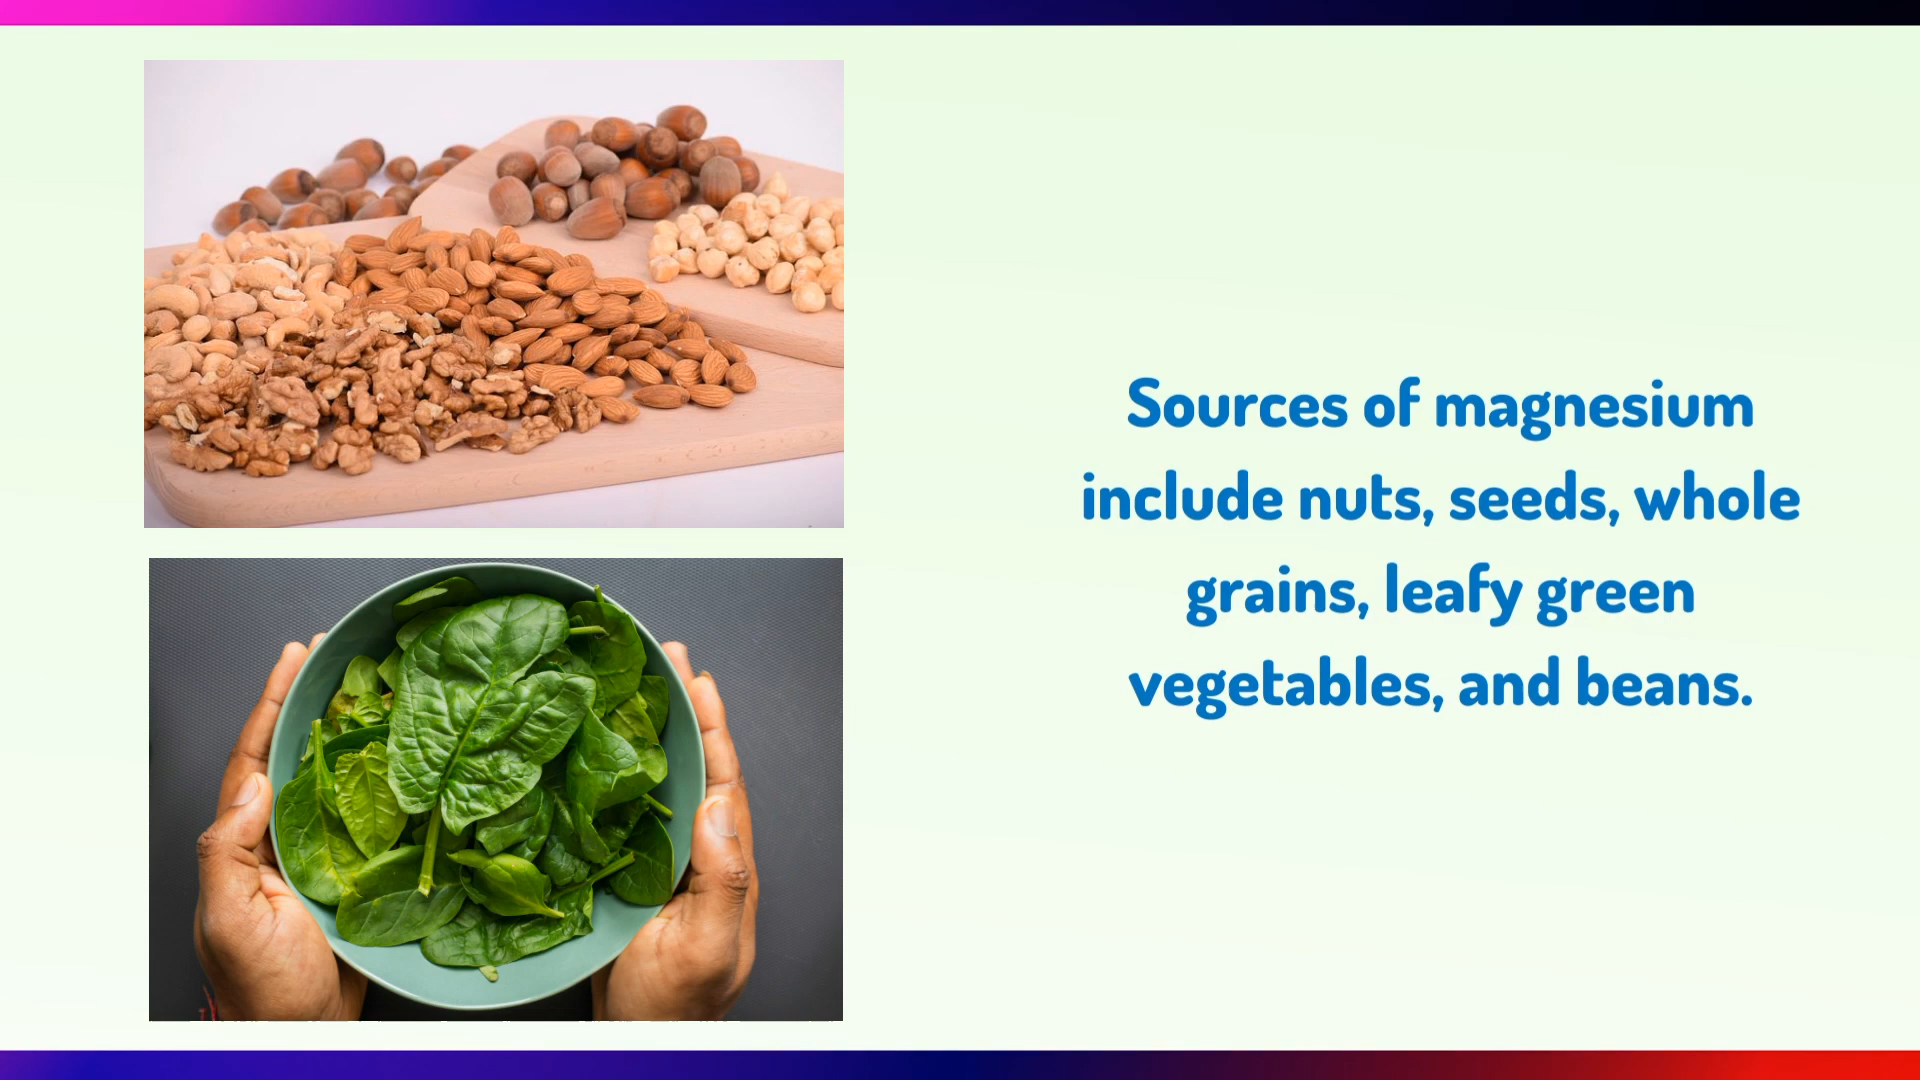 Sources of magnesium
include nuts, seeds, whole
grains, leafy green
vegetables, and beans.